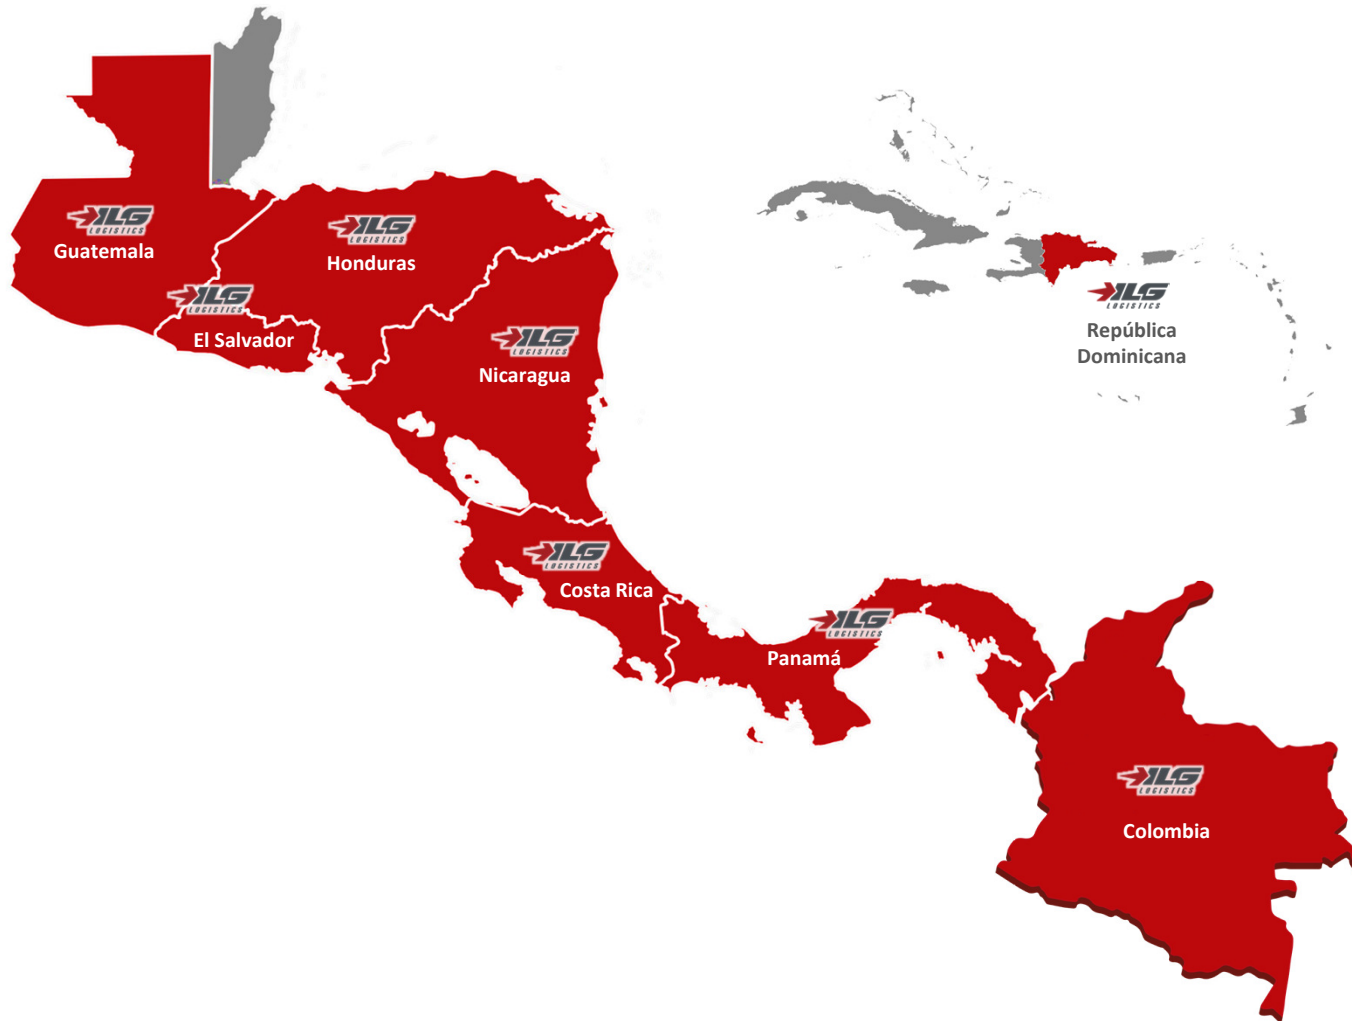 ILG
LOGISTICS
Guatemala
ILG
LOGISTICS
Honduras
ILG
LOGISTICS
El Salvador
ILG
LOGISTICS
Nicaragua
ILG
LOGISTICS
República
Dominicana
ILG
LOGISTICS
Costa Rica
ILG
LOGISTICS
Panamá
ILG
LOGISTICS
Colombia